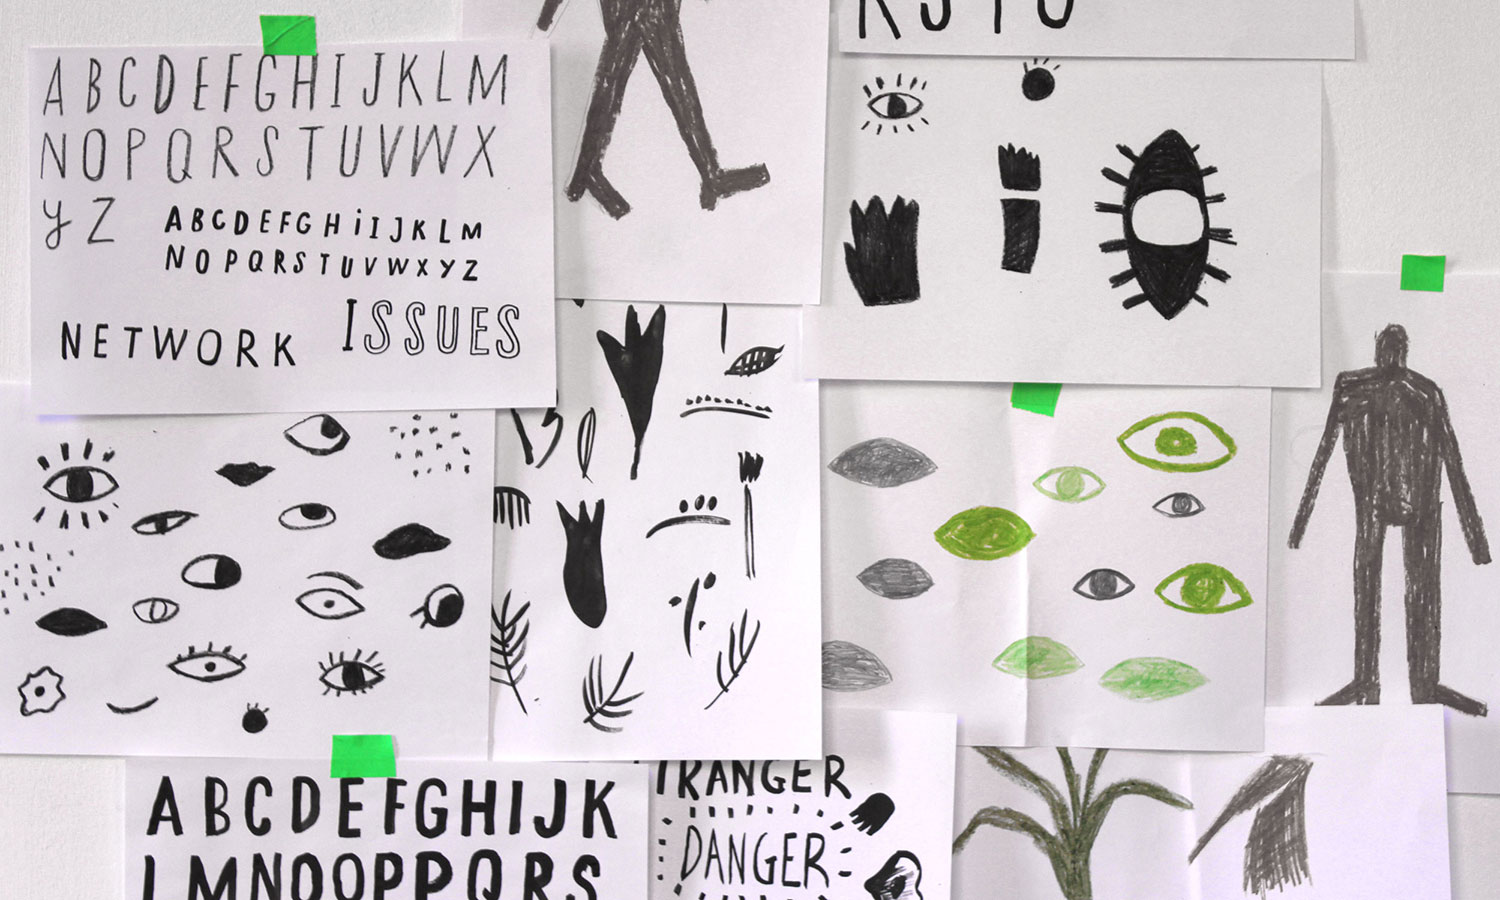 ABCDEFGHIJKLM
NOPQRSTUVWX
YZ
ABCDEFGHiIJKLM
NOPQRSTUVWXYZ
NETWORK
ISSUES
ABCDEFGHIJK
LMNOOPPQRS
TRANGER
DANGER